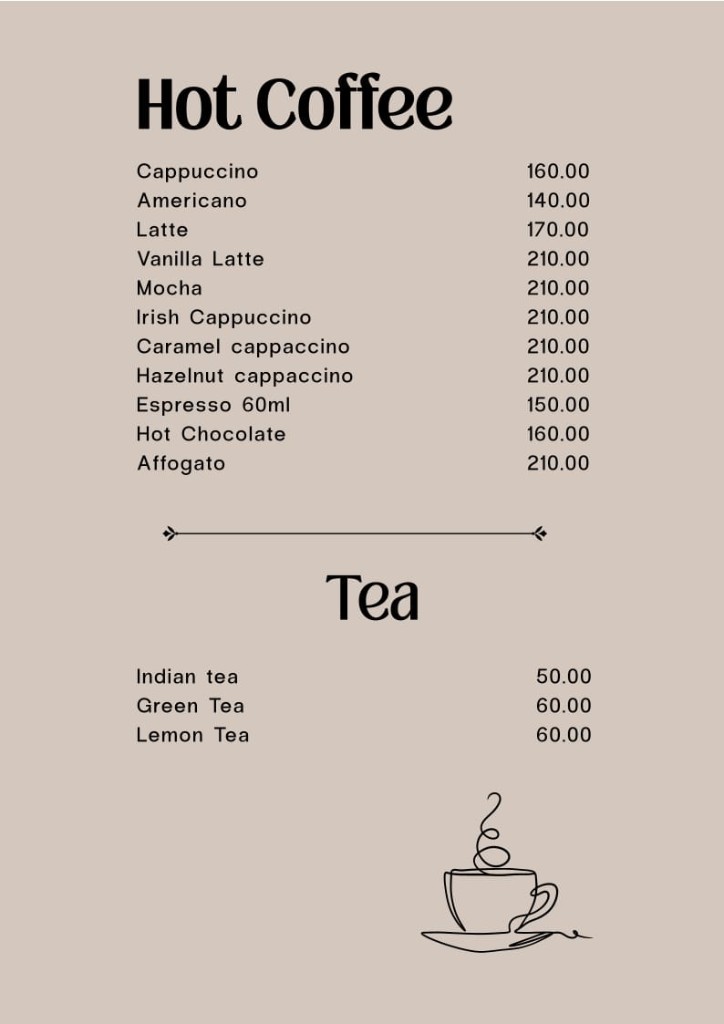 Hot Coffee
Cappuccino 160.00
Americano 140.00
Latte 170.00
Vanilla Latte 210.00
Mocha 210.00
Irish Cappuccino 210.00
Caramel cappaccino 210.00
Hazelnut cappaccino 210.00
Espresso 60ml 150.00
Hot Chocolate 160.00
Affogato 210.00
Tea
Indian tea 50.00
Green Tea 60.00
Lemon Tea 60.00